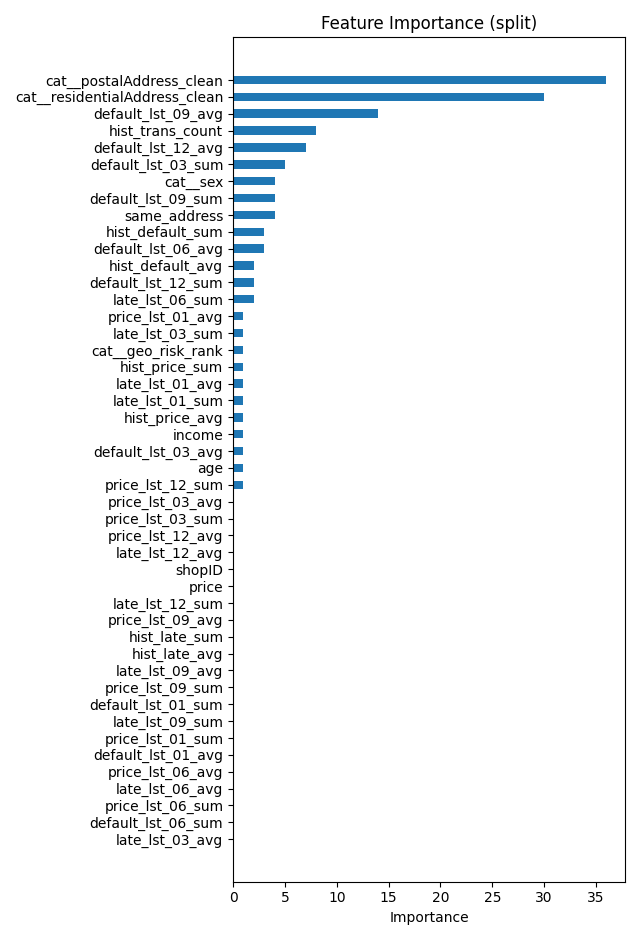 Feature Importance (split)
cat__postalAddress_clean
cat__residentialAddress_clean
default_lst_09_avg
hist_trans_count
default_lst_12_avg
default_lst_03_sum
cat__sex
default_lst_09_sum
same_address
hist_default_sum
default_lst_06_avg
hist_default_avg
default_lst_12_sum
late_lst_06_sum
price_lst_01_avg
late_lst_03_sum
cat__geo_risk_rank
hist_price_sum
late_lst_01_avg
late_lst_01_sum
hist_price_avg
income
default_lst_03_avg
age
price_lst_12_sum
price_lst_03_avg
price_lst_03_sum
price_lst_12_avg
late_lst_12_avg
shopID
price
late_lst_12_sum
price_lst_09_avg
hist_late_sum
hist_late_avg
late_lst_09_avg
price_lst_09_sum
default_lst_01_sum
late_lst_09_sum
price_lst_01_sum
default_lst_01_avg
price_lst_06_avg
late_lst_06_avg
price_lst_06_sum
default_lst_06_sum
late_lst_03_avg
0 5 10 15 20 25 30 35
Importance